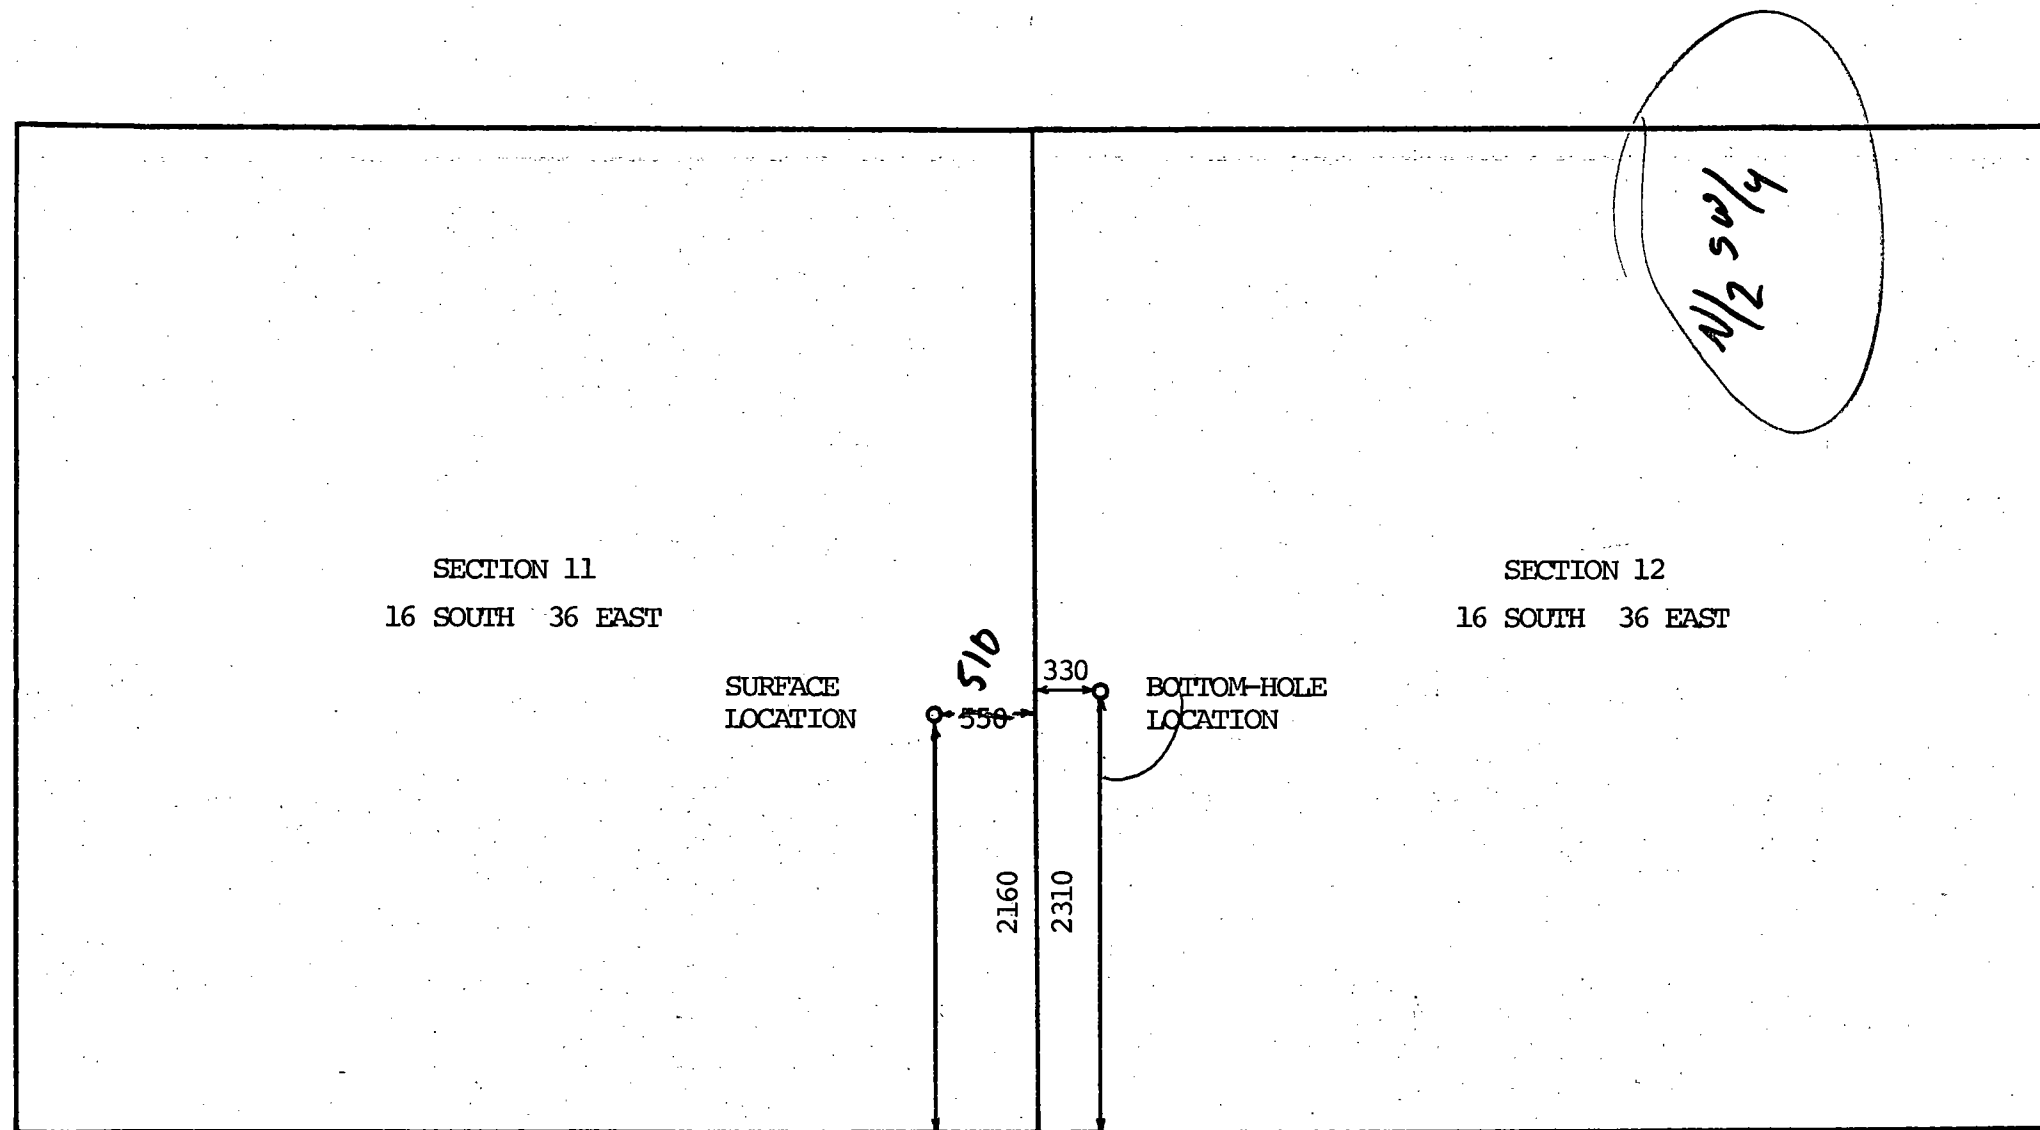 N/2 SW/4
SECTION 11
16 SOUTH 36 EAST
SECTION 12
16 SOUTH 36 EAST
510
330
SURFACE
LOCATION
550
BOTTOM-HOLE
LOCATION
2160
2310